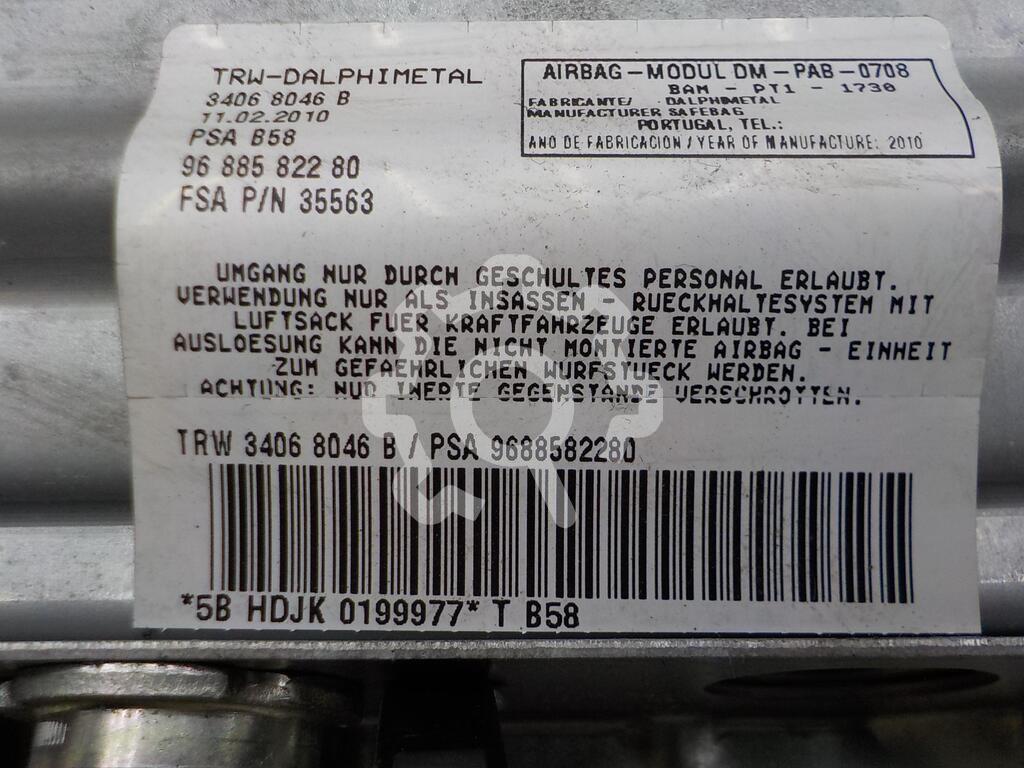 TRW-DALPHIMETAL
3406 8046 B
11.02.2010
PSA B58
96 885 822 80
FSA P/N 35563
AIRBAG-MODUL DM-PAB-0708
BAM - PT1 - 1730
FABRICANTE/ DALPHIMETAL
MANUFACTURER SAFEBAG
PORTUGAL, TEL.:
ANO DE FABRICACION / YEAR OF MANUFACTURE: 2010
UMGANG NUR DURCH GESCHULTES PERSONAL ERLAUBT.
VERWENDUNG NUR ALS INSASSEN - RUECKHALTESYSTEM MIT
LUFTSACK FUER KRAFTFAHRZEUGE ERLAUBT. BEI
AUSLOESUNG KANN DIE NICHT MONTIERTE AIRBAG - EINHEIT
ZUM GEFAEHRLICHEN WURFSTUECK WERDEN.
ACHTUNG: NUR INERTE GEGENSTANDE VERSCHROTTEN.
TRW 3406 8046 B / PSA 9688582280
*5B HDJK 0199977* T B58